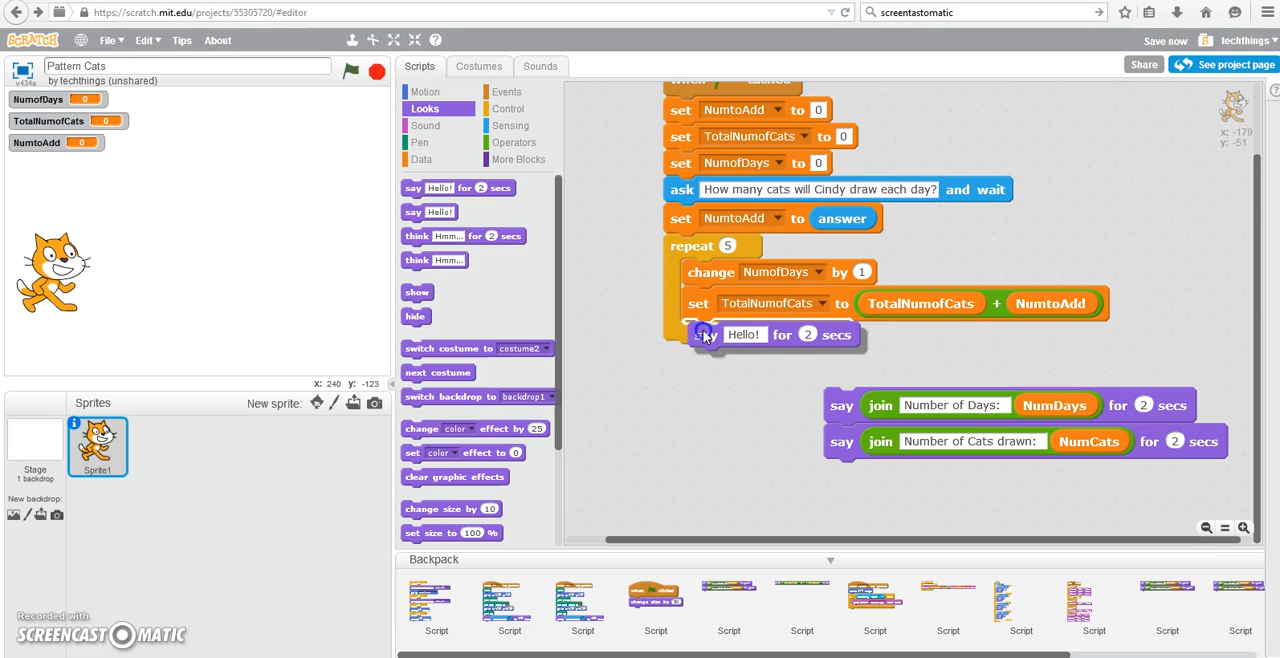 https://scratch.mit.edu/projects/55305720/#editor
screentastomatic
SCRATCH File Edit Tips About
Save now techthings
Pattern Cats
by techthings (unshared)
v434a
Scripts Costumes Sounds
Share See project page
NumofDays 0
TotalNumofCats 0
NumtoAdd 0
Motion Events
Looks Control
Sound Sensing
Pen Operators
Data More Blocks
say Hello! for 2 secs
say Hello!
think Hmm... for 2 secs
think Hmm...
show
hide
switch costume to costume2
next costume
switch backdrop to backdrop1
change color effect by 25
set color effect to 0
clear graphic effects
change size by 10
set size to 100 %
set NumtoAdd to 0
set TotalNumofCats to 0
set NumofDays to 0
ask How many cats will Cindy draw each day? and wait
set NumtoAdd to answer
repeat 5
change NumofDays by 1
set TotalNumofCats to TotalNumofCats + NumtoAdd
say Hello! for 2 secs
say join Number of Days: NumDays for 2 secs
say join Number of Cats drawn: NumCats for 2 secs
x: -179
y: -51
x: 240 y: -123
Sprites New sprite:
Stage
1 backdrop
New backdrop:
Sprite1
Backpack
Script Script Script Script Script Script Script Script Script Script Script Script
Recorded with
SCREENCAST-O-MATIC